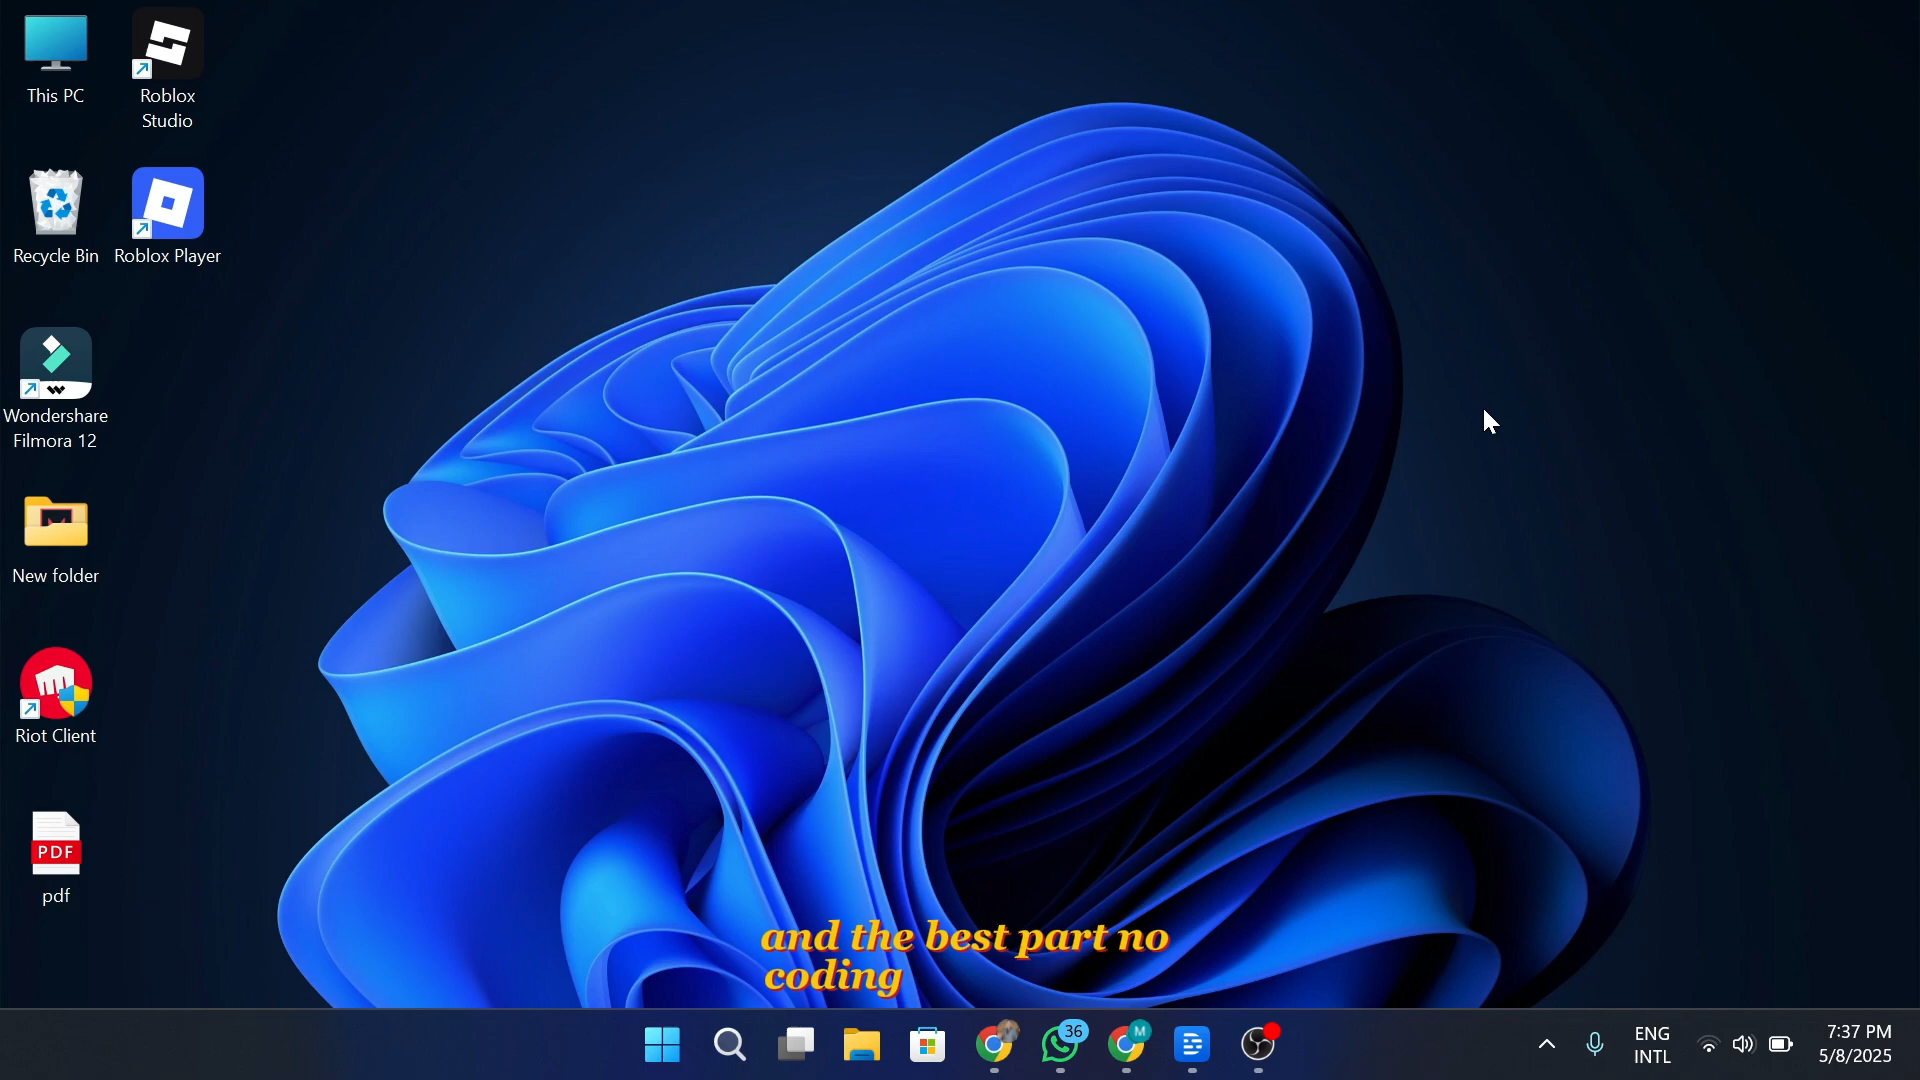 This PC
Roblox
Studio
Recycle Bin
Roblox Player
Wondershare
Filmora 12
New folder
Riot Client
PDF
pdf
and the best part no
coding
36
M
ENG
INTL
7:37 PM
5/8/2025